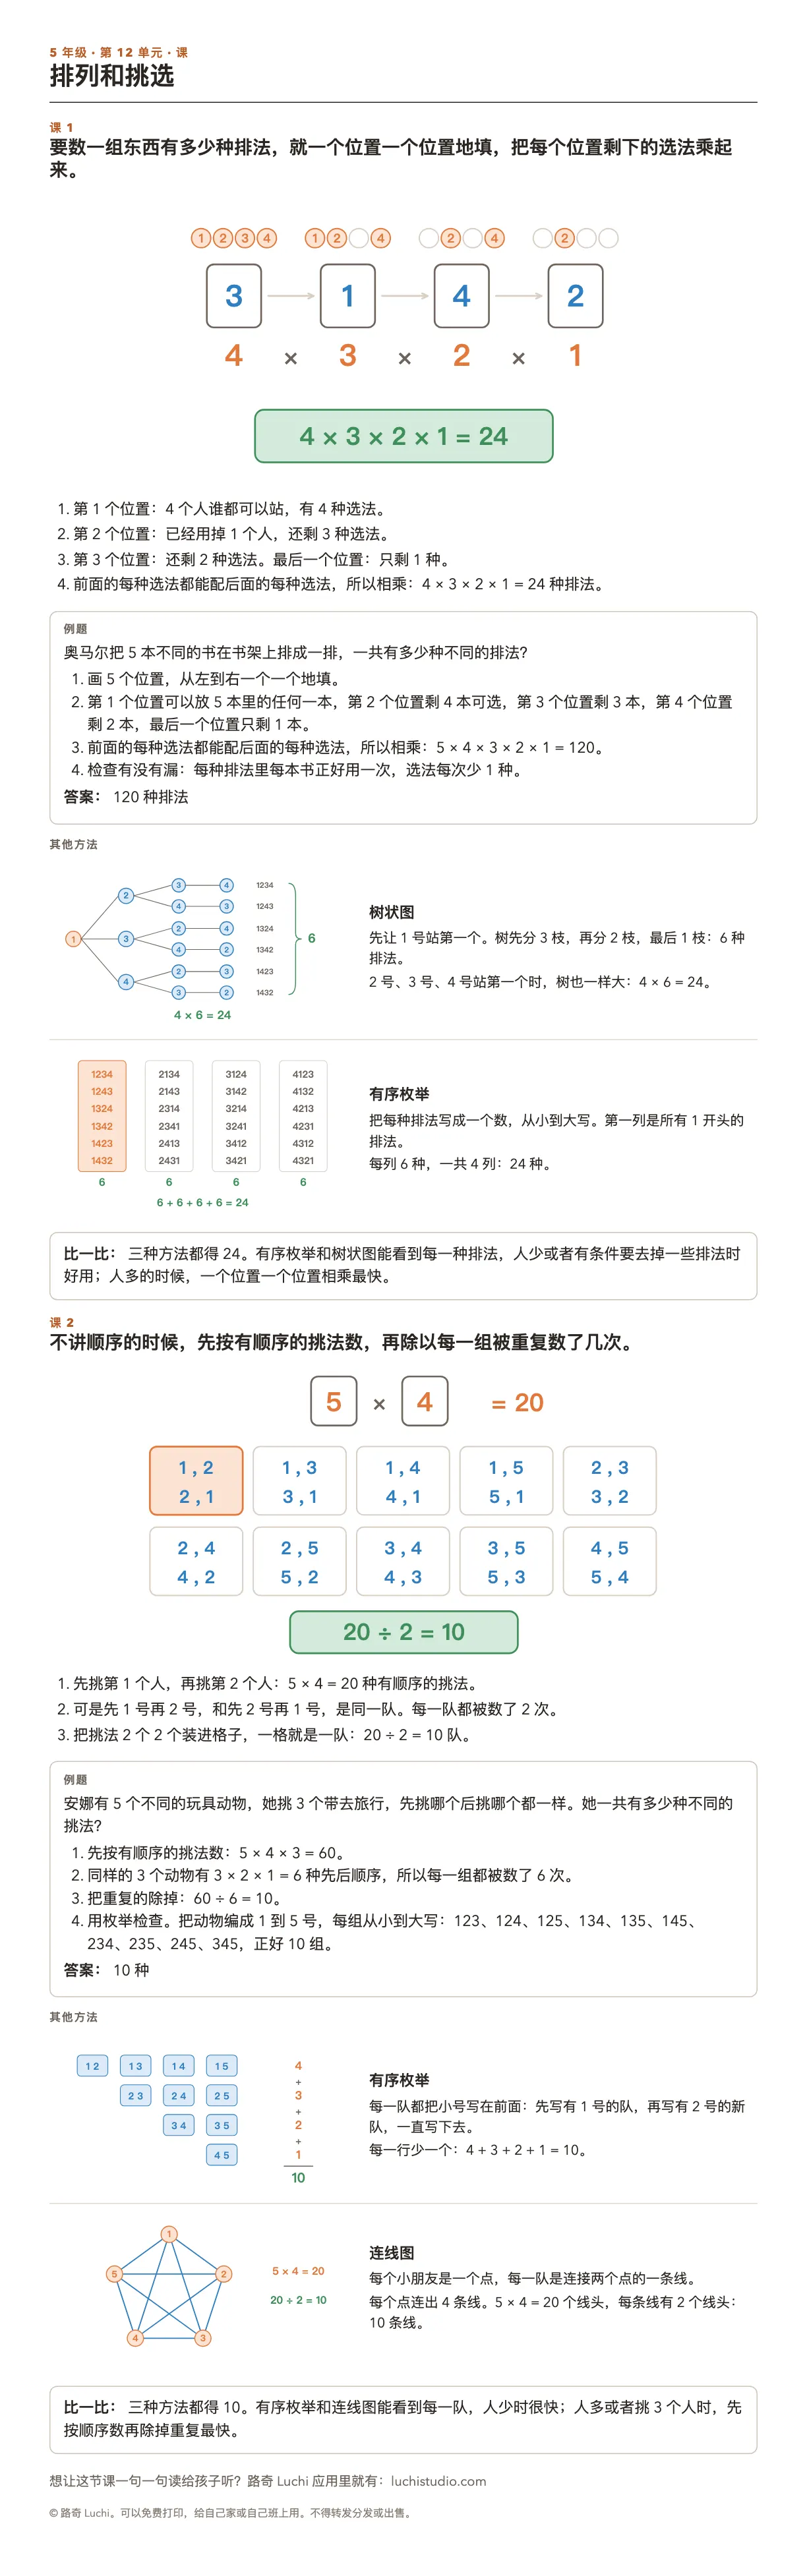 5 年级 · 第 12 单元 · 课
排列和挑选
课 1
要数一组东西有多少种排法，就一个位置一个位置地填，把每个位置剩下的选法乘起
来。
1 2 3 4 1 2 4 2 4 2
3 1 4 2
4 × 3 × 2 × 1
4 × 3 × 2 × 1 = 24
1. 第 1 个位置：4 个人谁都可以站，有 4 种选法。
2. 第 2 个位置：已经用掉 1 个人，还剩 3 种选法。
3. 第 3 个位置：还剩 2 种选法。最后一个位置：只剩 1 种。
4. 前面的每种选法都能配后面的每种选法，所以相乘：4 × 3 × 2 × 1 = 24 种排法。
例题
奥马尔把 5 本不同的书在书架上排成一排，一共有多少种不同的排法？
1. 画 5 个位置，从左到右一个一个地填。
2. 第 1 个位置可以放 5 本里的任何一本，第 2 个位置剩 4 本可选，第 3 个位置剩 3 本，第 4 个位置
剩 2 本，最后一个位置只剩 1 本。
3. 前面的每种选法都能配后面的每种选法，所以相乘：5 × 4 × 3 × 2 × 1 = 120。
4. 检查有没有漏：每种排法里每本书正好用一次，选法每次少 1 种。
答案： 120 种排法
其他方法
1
2 3 4 1234
4 3 1243
3 2 4 1324
4 2 1342
4 2 3 1423
3 2 1432
6
4 × 6 = 24
树状图
先让 1 号站第一个。树先分 3 枝，再分 2 枝，最后 1 枝：6 种
排法。
2 号、3 号、4 号站第一个时，树也一样大：4 × 6 = 24。
1234 2134 3124 4123
1243 2143 3142 4132
1324 2314 3214 4213
1342 2341 3241 4231
1423 2413 3412 4312
1432 2431 3421 4321
6 6 6 6
6 + 6 + 6 + 6 = 24
有序枚举
把每种排法写成一个数，从小到大写。第一列是所有 1 开头的
排法。
每列 6 种，一共 4 列：24 种。
比一比： 三种方法都得 24。有序枚举和树状图能看到每一种排法，人少或者有条件要去掉一些排法时
好用；人多的时候，一个位置一个位置相乘最快。
课 2
不讲顺序的时候，先按有顺序的挑法数，再除以每一组被重复数了几次。
5 × 4 = 20
1 , 2 1 , 3 1 , 4 1 , 5 2 , 3
2 , 1 3 , 1 4 , 1 5 , 1 3 , 2
2 , 4 2 , 5 3 , 4 3 , 5 4 , 5
4 , 2 5 , 2 4 , 3 5 , 3 5 , 4
20 ÷ 2 = 10
1. 先挑第 1 个人，再挑第 2 个人：5 × 4 = 20 种有顺序的挑法。
2. 可是先 1 号再 2 号，和先 2 号再 1 号，是同一队。每一队都被数了 2 次。
3. 把挑法 2 个 2 个装进格子，一格就是一队：20 ÷ 2 = 10 队。
例题
安娜有 5 个不同的玩具动物，她挑 3 个带去旅行，先挑哪个后挑哪个都一样。她一共有多少种不同的
挑法？
1. 先按有顺序的挑法数：5 × 4 × 3 = 60。
2. 同样的 3 个动物有 3 × 2 × 1 = 6 种先后顺序，所以每一组都被数了 6 次。
3. 把重复的除掉：60 ÷ 6 = 10。
4. 用枚举检查。把动物编成 1 到 5 号，每组从小到大写：123、124、125、134、135、145、
234、235、245、345，正好 10 组。
答案： 10 种
其他方法
1 2 1 3 1 4 1 5
2 3 2 4 2 5
3 4 3 5
4 5
4
+
3
+
2
+
1
10
有序枚举
每一队都把小号写在前面：先写有 1 号的队，再写有 2 号的新
队，一直写下去。
每一行少一个：4 + 3 + 2 + 1 = 10。
1
5 2
4 3
5 × 4 = 20
20 ÷ 2 = 10
连线图
每个小朋友是一个点，每一队是连接两个点的一条线。
每个点连出 4 条线。5 × 4 = 20 个线头，每条线有 2 个线头：
10 条线。
比一比： 三种方法都得 10。有序枚举和连线图能看到每一队，人少时很快；人多或者挑 3 个人时，先
按顺序数再除掉重复最快。
想让这节课一句一句读给孩子听？路奇 Luchi 应用里就有：luchistudio.com
© 路奇 Luchi。可以免费打印，给自己家或自己班上用。不得转发分发或出售。